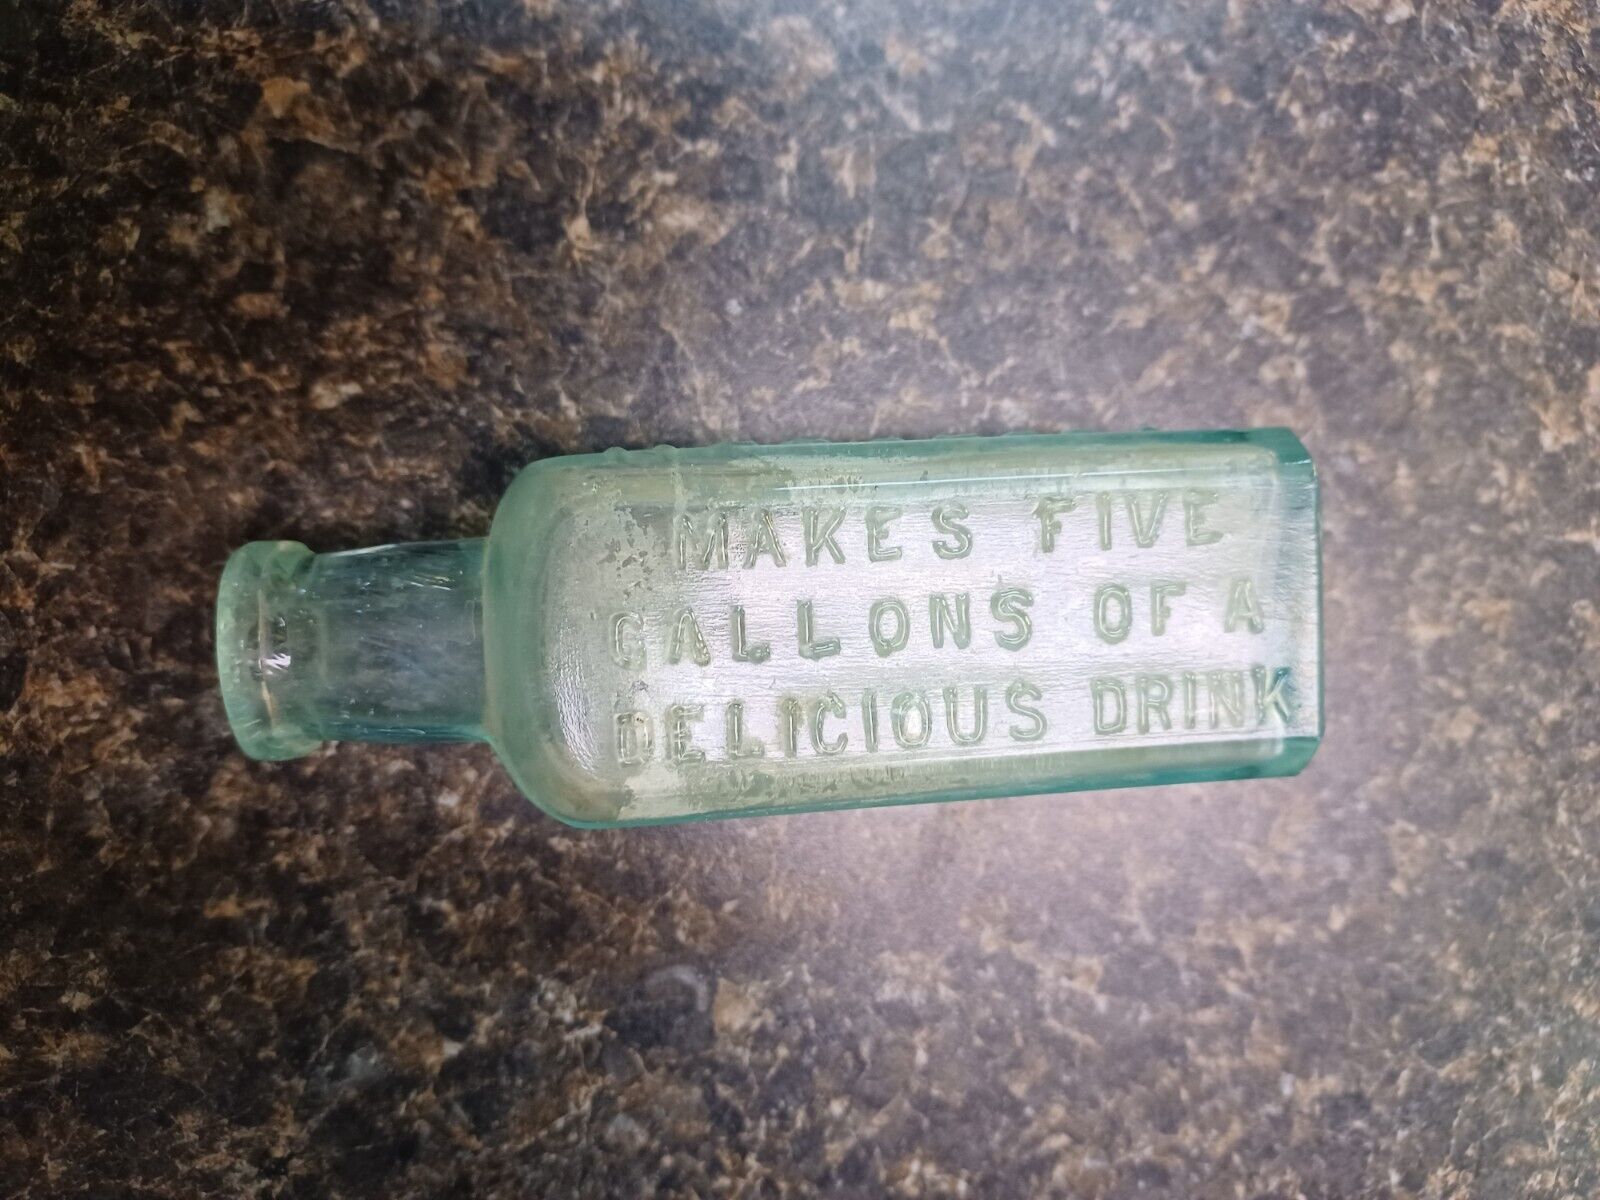 MAKES FIVE
GALLONS OF A
DELICIOUS DRINK